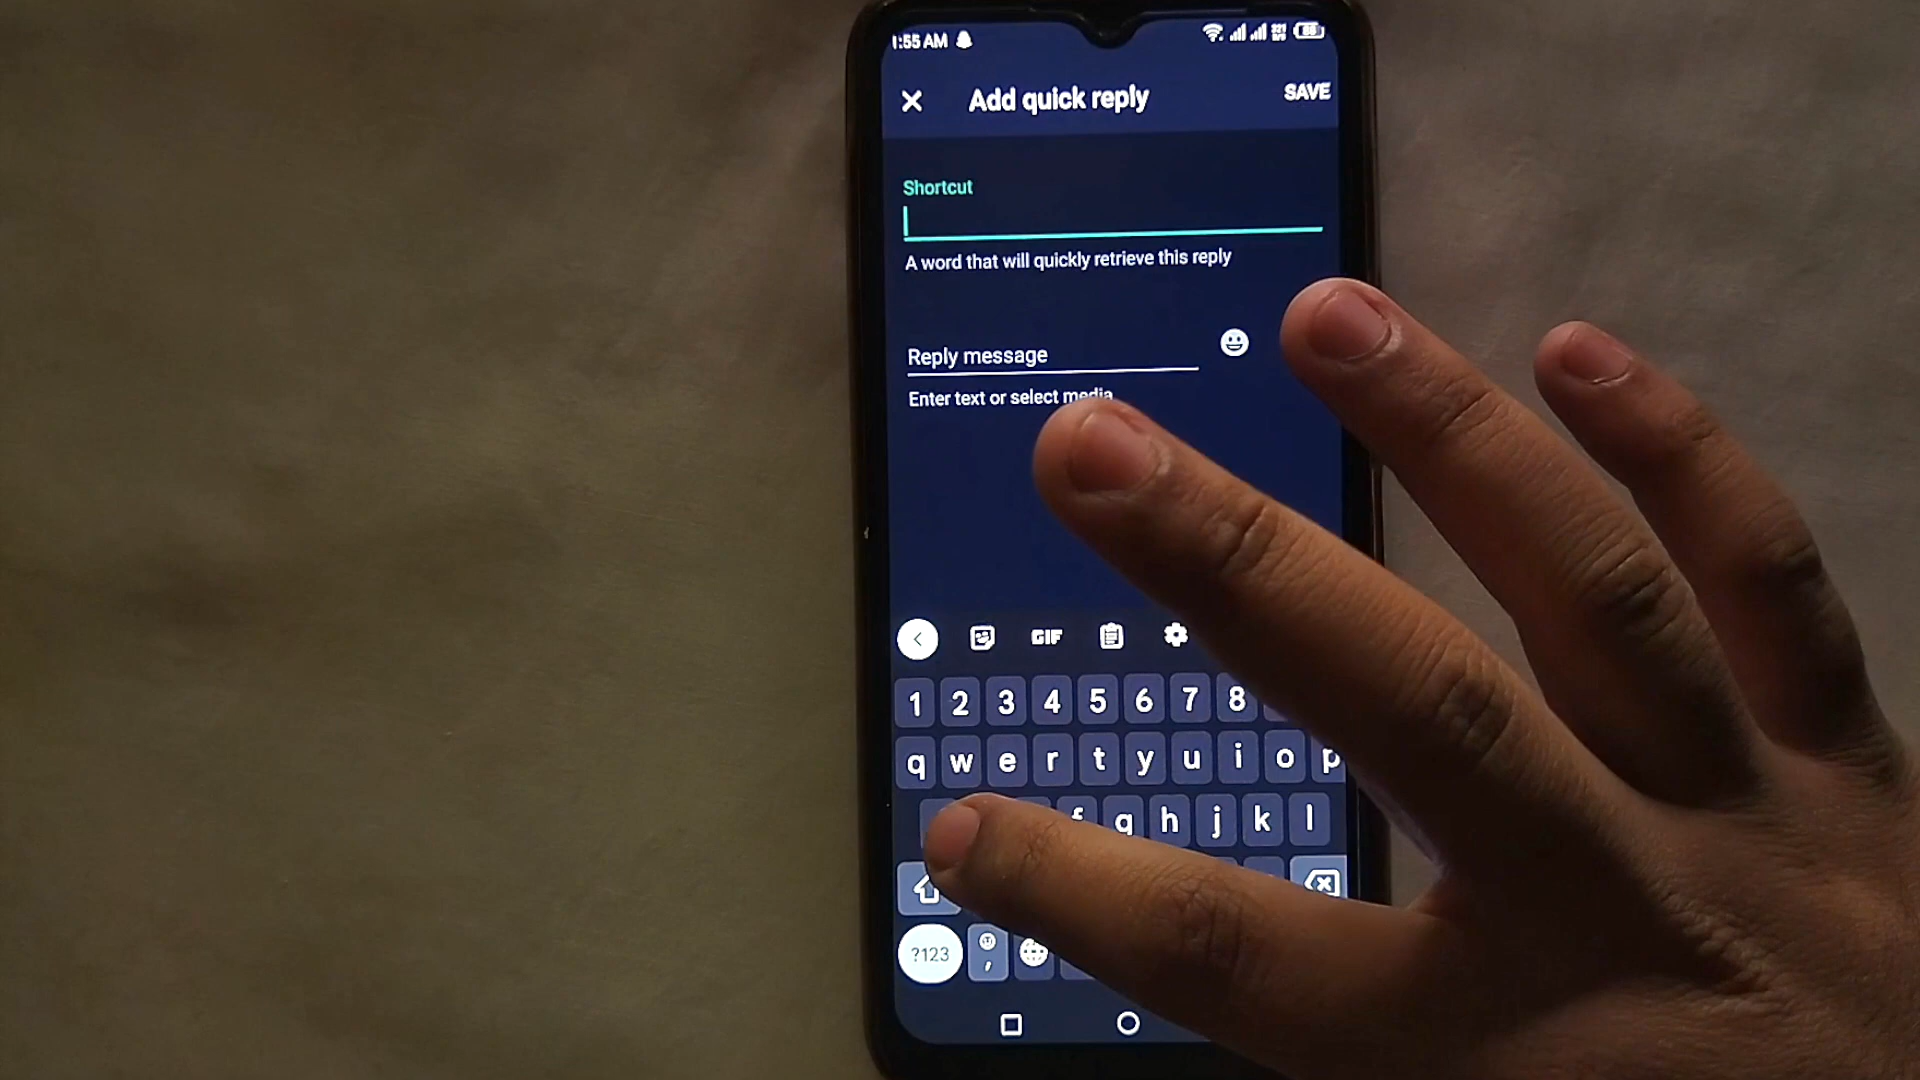 1:55 AM
88
Add quick reply
SAVE
Shortcut
A word that will quickly retrieve this reply
Reply message
Enter text or select media
GIF
1 2 3 4 5 6 7 8
q w e r t y u i o p
f g h j k l
?123 ,